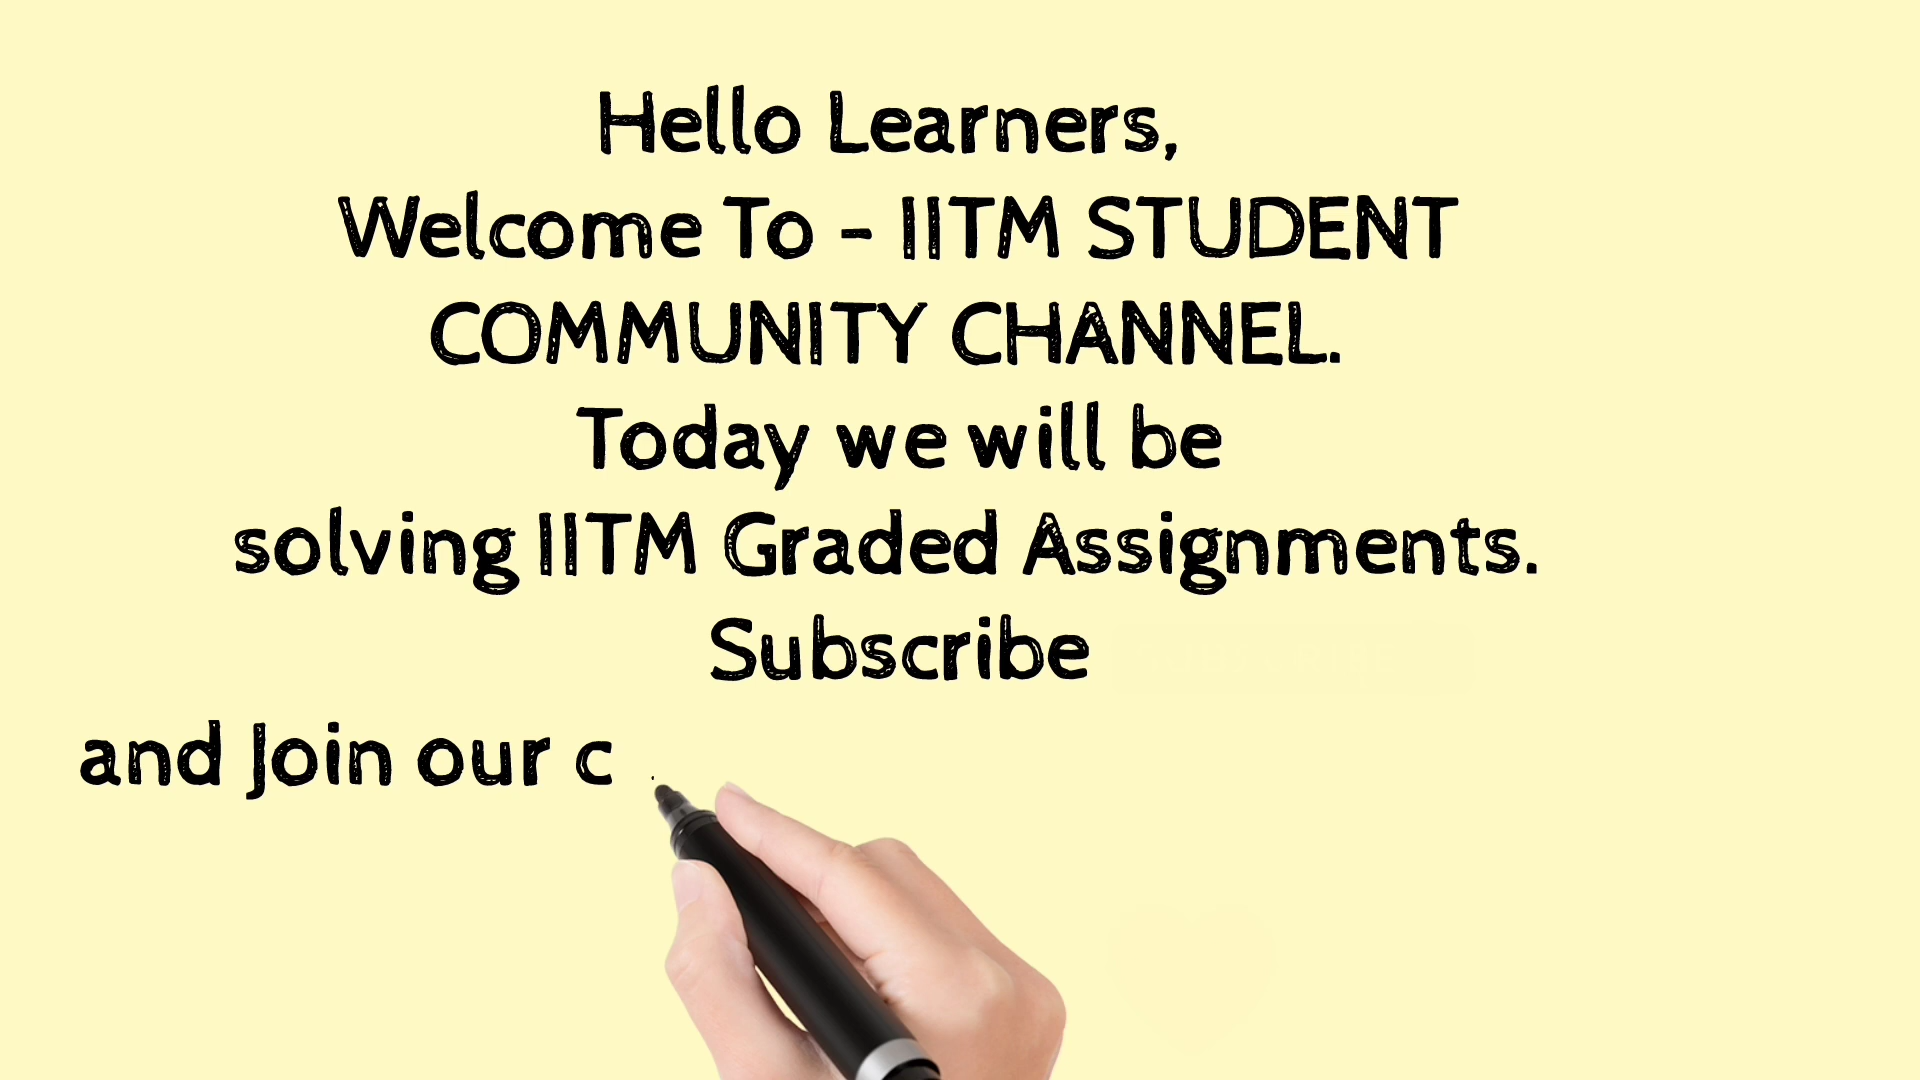 Hello Learners,
Welcome To - IITM STUDENT
COMMUNITY CHANNEL.
Today we will be
solving IITM Graded Assignments.
Subscribe
and Join our c